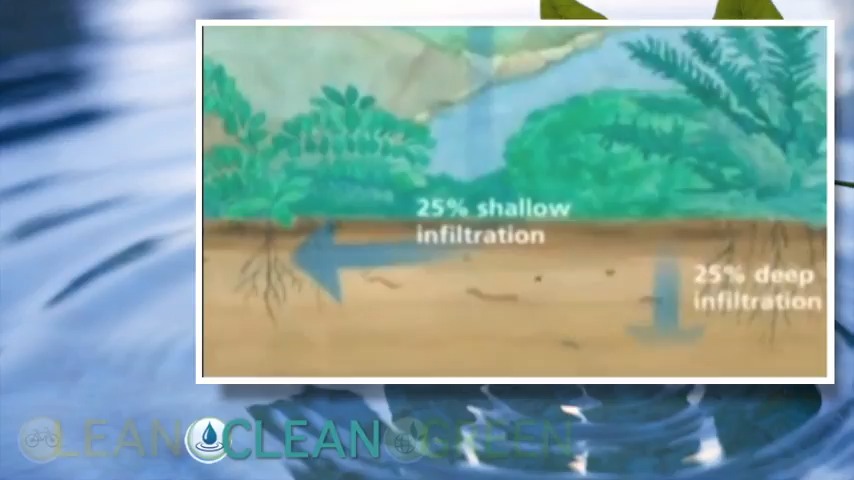 25% shallow
infiltration
25% deep
infiltration
LEAN CLEAN GREEN